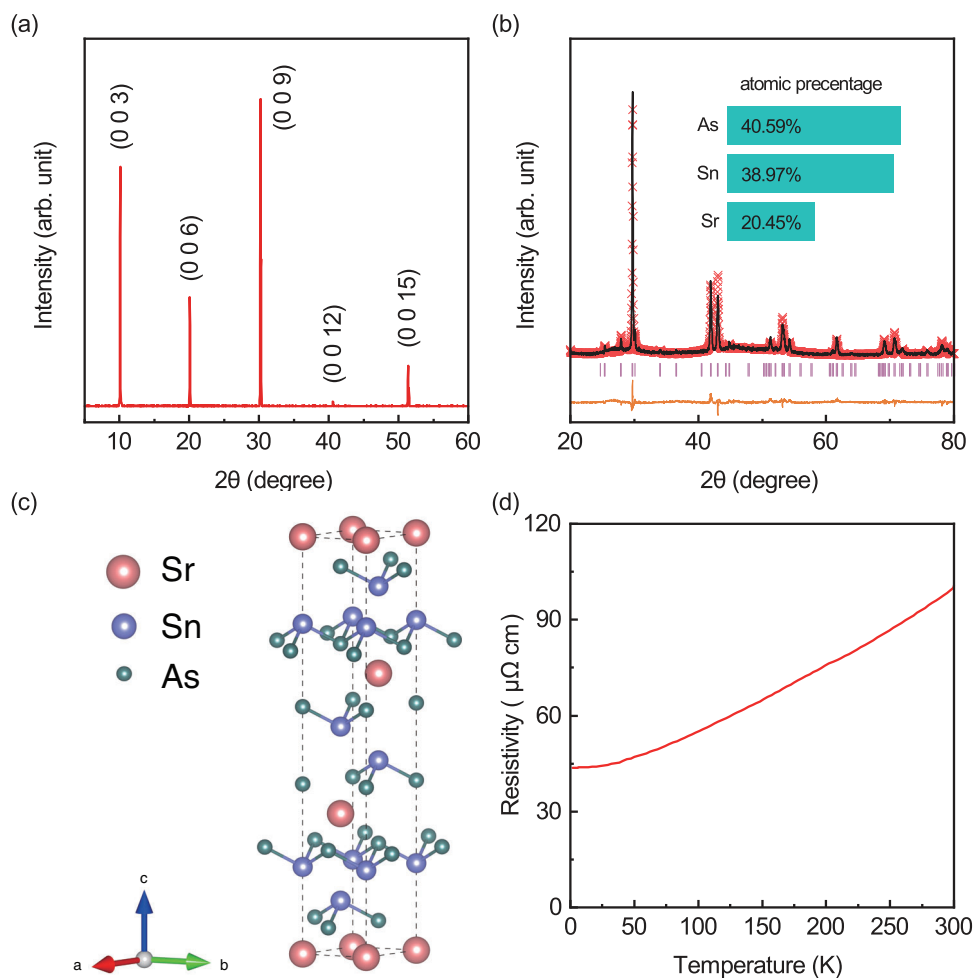 (a)
(0 0 3)
(0 0 6)
(0 0 9)
(0 0 12)
(0 0 15)
Intensity (arb. unit)
10 20 30 40 50 60
2θ (degree)
(b)
atomic precentage
As 40.59%
Sn 38.97%
Sr 20.45%
Intensity (arb. unit)
20 40 60 80
2θ (degree)
(c)
Sr
Sn
As
c
a
b
(d)
120
90
60
30
0
Resistivity ( μΩ cm)
0 50 100 150 200 250 300
Temperature (K)